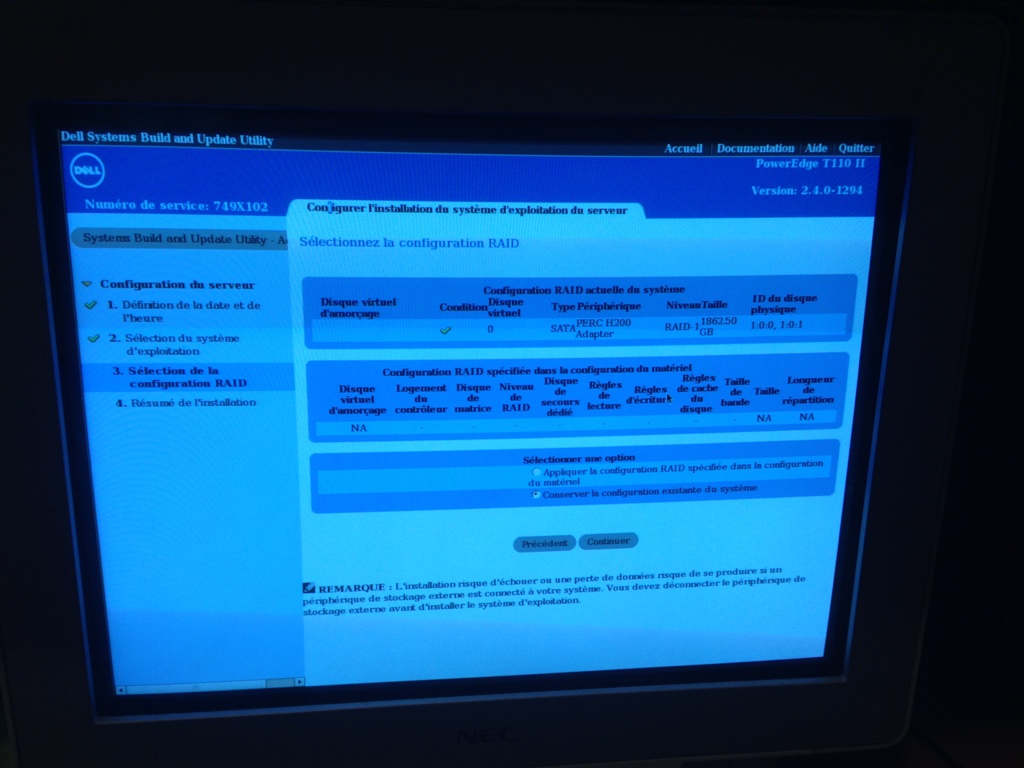 Dell Systems Build and Update Utility
Accueil | Documentation | Aide | Quitter
DELL
PowerEdge T110 II
Version: 2.4.0-1294
Numéro de service: 749X102
Configurer l'installation du système d'exploitation du serveur
Systems Build and Update Utility - A
Sélectionnez la configuration RAID
Configuration du serveur
1. Définition de la date et de
l'heure
2. Sélection du système
d'exploitation
3. Sélection de la
configuration RAID
4. Résumé de l'installation
Configuration RAID actuelle du système
Disque virtuel d'amorçage Condition Disque virtuel Type Périphérique Niveau Taille ID du disque physique
0 SATA PERC H200 Adapter RAID-1 1862.50 GB 1:0:0, 1:0:1
Configuration RAID spécifiée dans la configuration du matériel
Disque virtuel d'amorçage Logement du contrôleur Disque de matrice Niveau de RAID Disque de secours dédié Règles de lecture Règles d'écriture Règles de cache du disque Taille de bande Taille Longueur de répartition
NA - - - - - - - - NA NA
Sélectionner une option
Appliquer la configuration RAID spécifiée dans la configuration
du matériel
Conserver la configuration existante du système
Précédent Continuer
REMARQUE : L'installation risque d'échouer ou une perte de données risque de se produire si un
périphérique de stockage externe est connecté à votre système. Vous devez déconnecter le périphérique de
stockage externe avant d'installer le système d'exploitation.
NEC